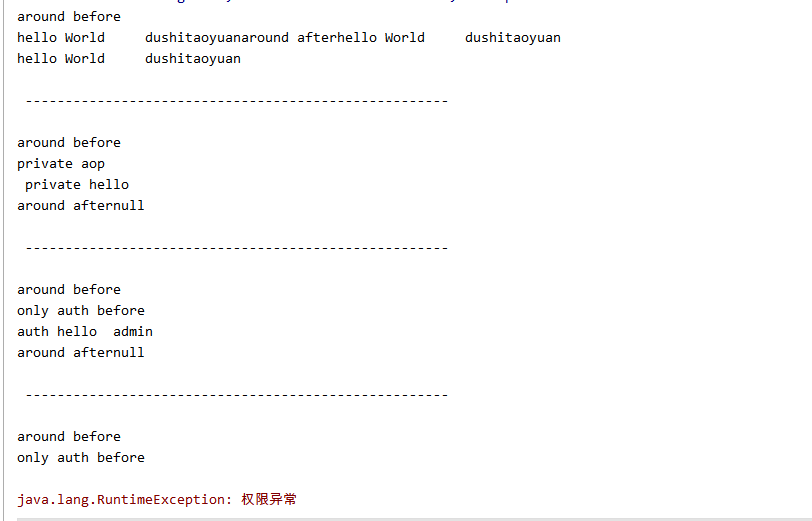 around before
hello World     dushitaoyuanaround afterhello World     dushitaoyuan
hello World     dushitaoyuan
-----------------------------------------------------
around before
private aop
private hello
around afternull
-----------------------------------------------------
around before
only auth before
auth hello  admin
around afternull
-----------------------------------------------------
around before
only auth before
java.lang.RuntimeException: 权限异常